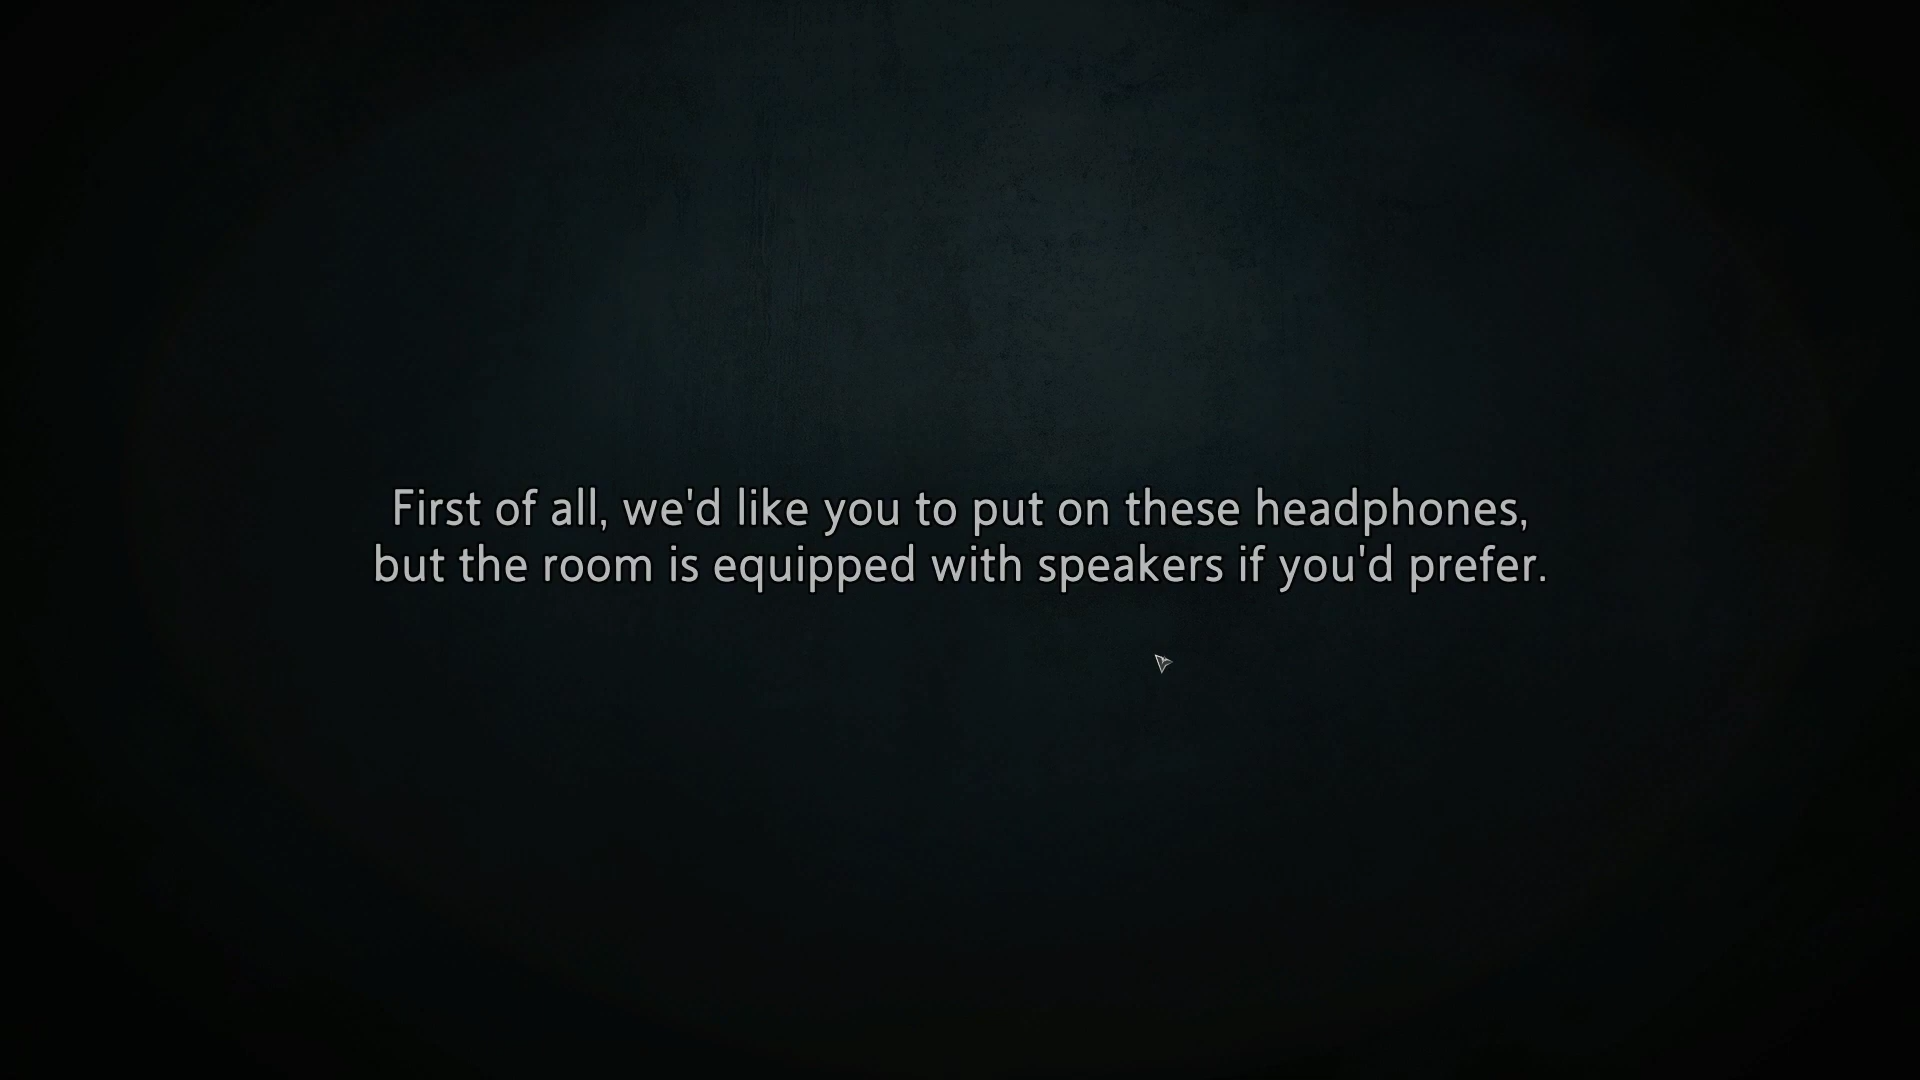 First of all, we'd like you to put on these headphones,
but the room is equipped with speakers if you'd prefer.